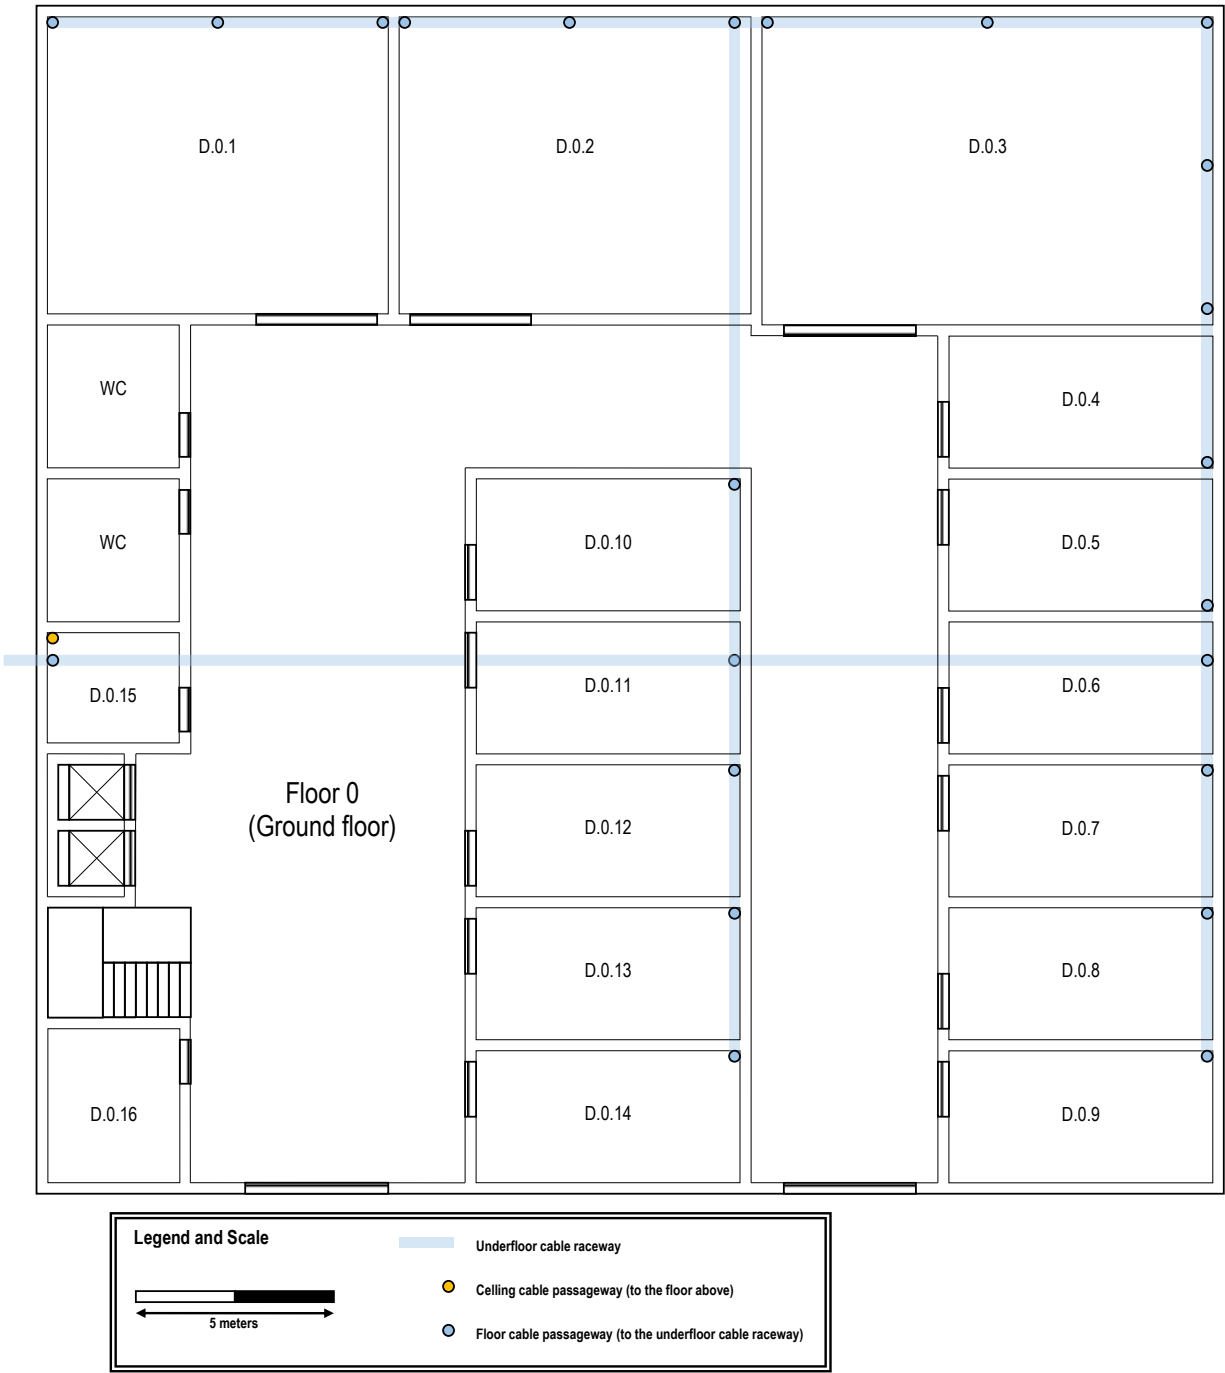 D.0.1
D.0.2
D.0.3
WC
D.0.4
WC
D.0.10
D.0.5
D.0.15
D.0.11
D.0.6
Floor 0
(Ground floor)
D.0.12
D.0.7
D.0.13
D.0.8
D.0.16
D.0.14
D.0.9
Legend and Scale
Underfloor cable raceway
Celling cable passageway (to the floor above)
5 meters
Floor cable passageway (to the underfloor cable raceway)